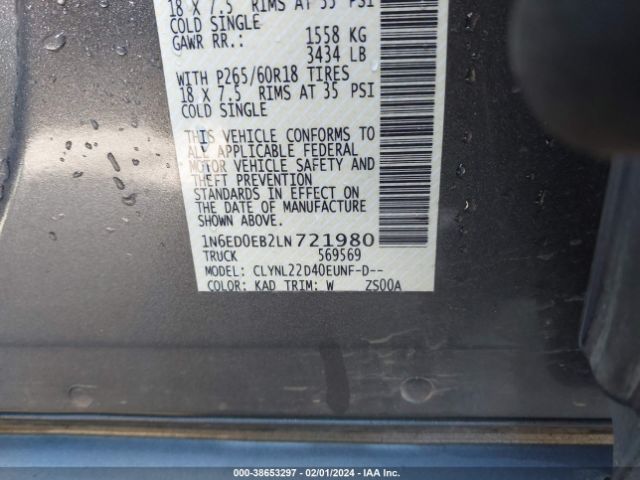 18 X 7.5 RIMS AT 35 PSI
COLD SINGLE
GAWR RR.: 1558 KG
3434 LB
WITH P265/60R18 TIRES
18 X 7.5 RIMS AT 35 PSI
COLD SINGLE
THIS VEHICLE CONFORMS TO
ALL APPLICABLE FEDERAL
MOTOR VEHICLE SAFETY AND
THEFT PREVENTION
STANDARDS IN EFFECT ON
THE DATE OF MANUFACTURE
SHOWN ABOVE.
1N6ED0EB2LN721980
TRUCK 569569
MODEL: CLYNL22D40EUNF-D--
COLOR: KAD TRIM: W ZS00A
000-38653297 - 02/01/2024 - IAA Inc.